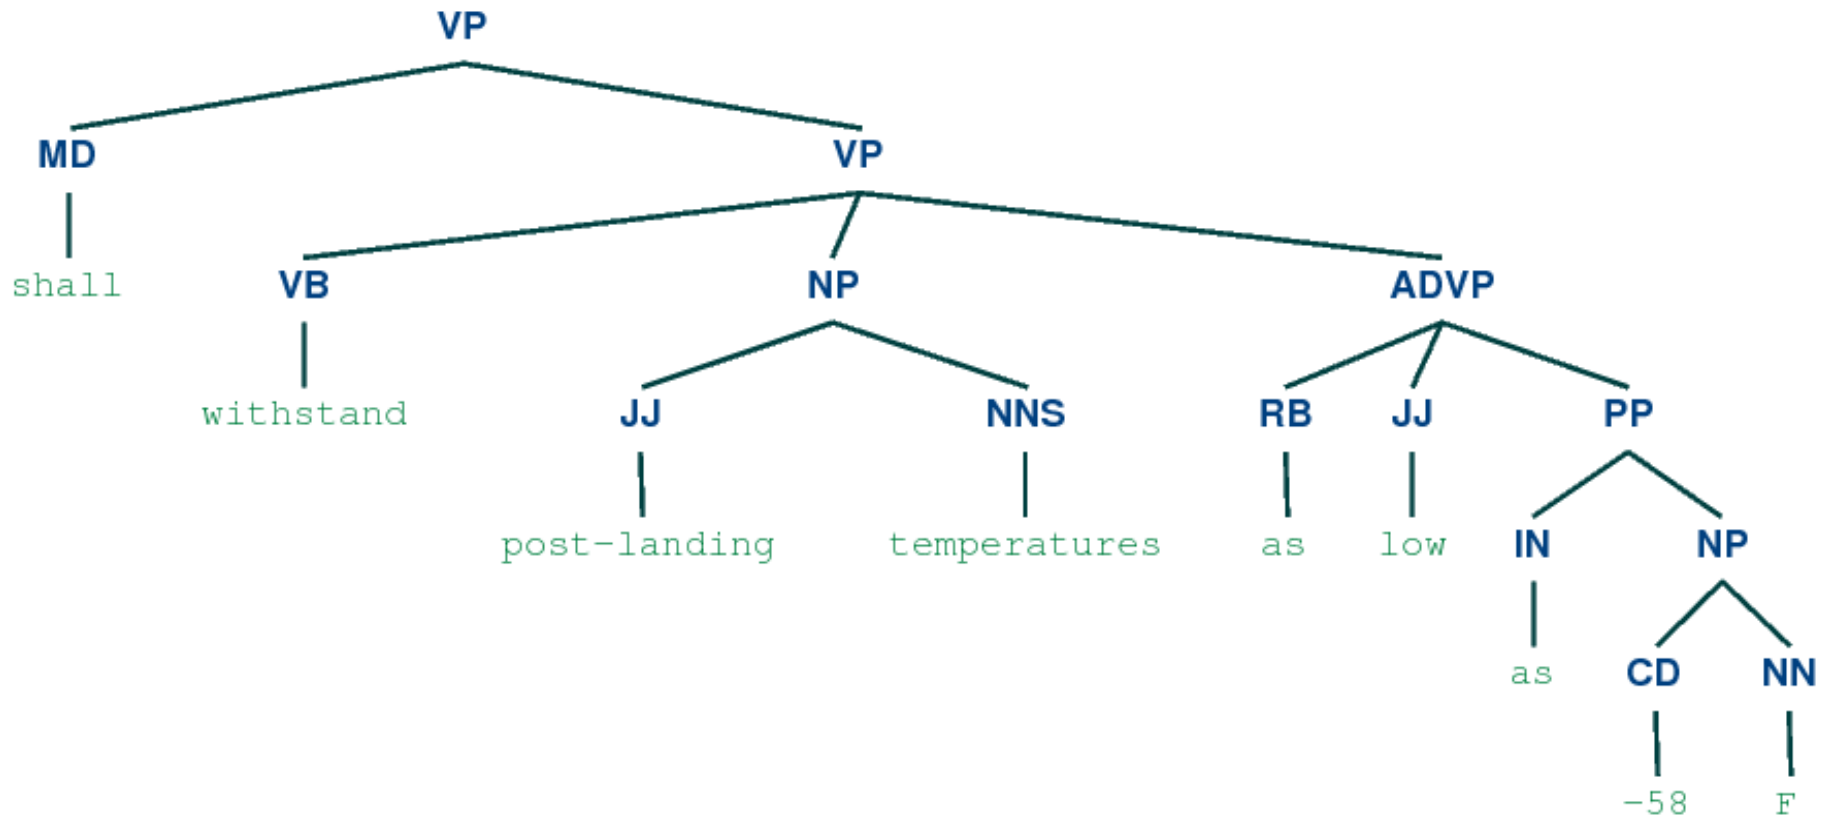 VP
MD VP
shall VB NP ADVP
withstand JJ NNS RB JJ PP
post-landing temperatures as low IN NP
as CD NN
-58 F